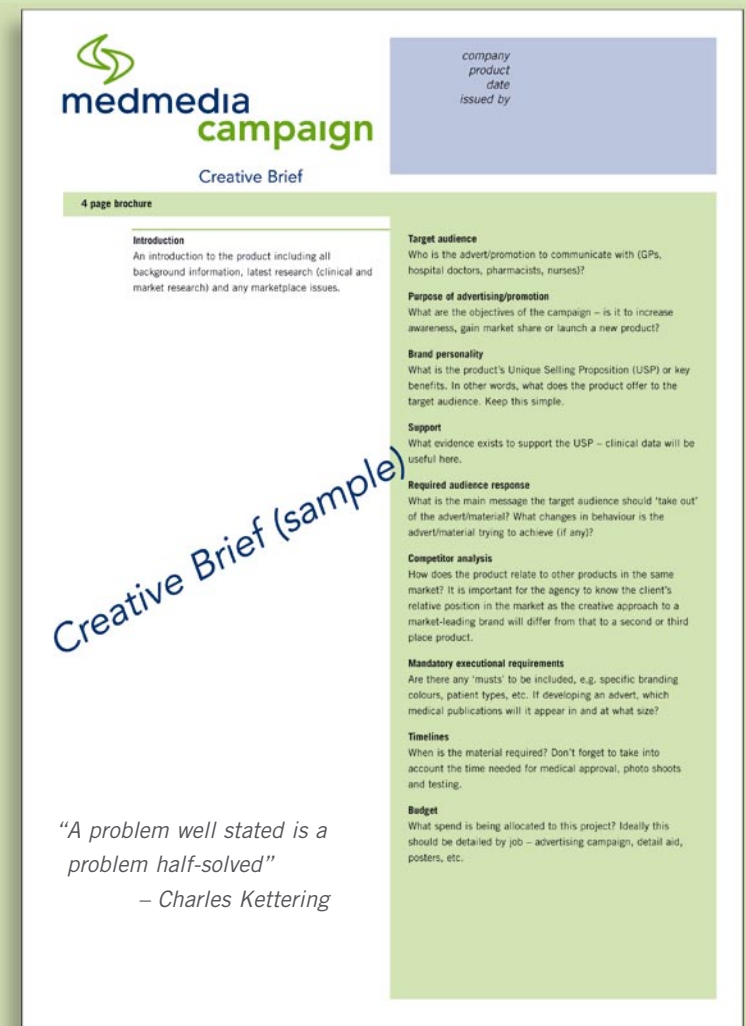 medmedia
campaign
Creative Brief
company
product
date
issued by
4 page brochure
Introduction
An introduction to the product including all
background information, latest research (clinical and
market research) and any marketplace issues.
Creative Brief (sample)
“A problem well stated is a
problem half-solved”
– Charles Kettering
Target audience
Who is the advert/promotion to communicate with (GPs,
hospital doctors, pharmacists, nurses)?
Purpose of advertising/promotion
What are the objectives of the campaign – is it to increase
awareness, gain market share or launch a new product?
Brand personality
What is the product’s Unique Selling Proposition (USP) or key
benefits. In other words, what does the product offer to the
target audience. Keep this simple.
Support
What evidence exists to support the USP – clinical data will be
useful here.
Required audience response
What is the main message the target audience should ‘take out’
of the advert/material? What changes in behaviour is the
advert/material trying to achieve (if any)?
Competitor analysis
How does the product relate to other products in the same
market? It is important for the agency to know the client’s
relative position in the market as the creative approach to a
market-leading brand will differ from that to a second or third
place product.
Mandatory executional requirements
Are there any ‘musts’ to be included, e.g. specific branding
colours, patient types, etc. If developing an advert, which
medical publications will it appear in and at what size?
Timelines
When is the material required? Don’t forget to take into
account the time needed for medical approval, photo shoots
and testing.
Budget
What spend is being allocated to this project? Ideally this
should be detailed by job – advertising campaign, detail aid,
posters, etc.